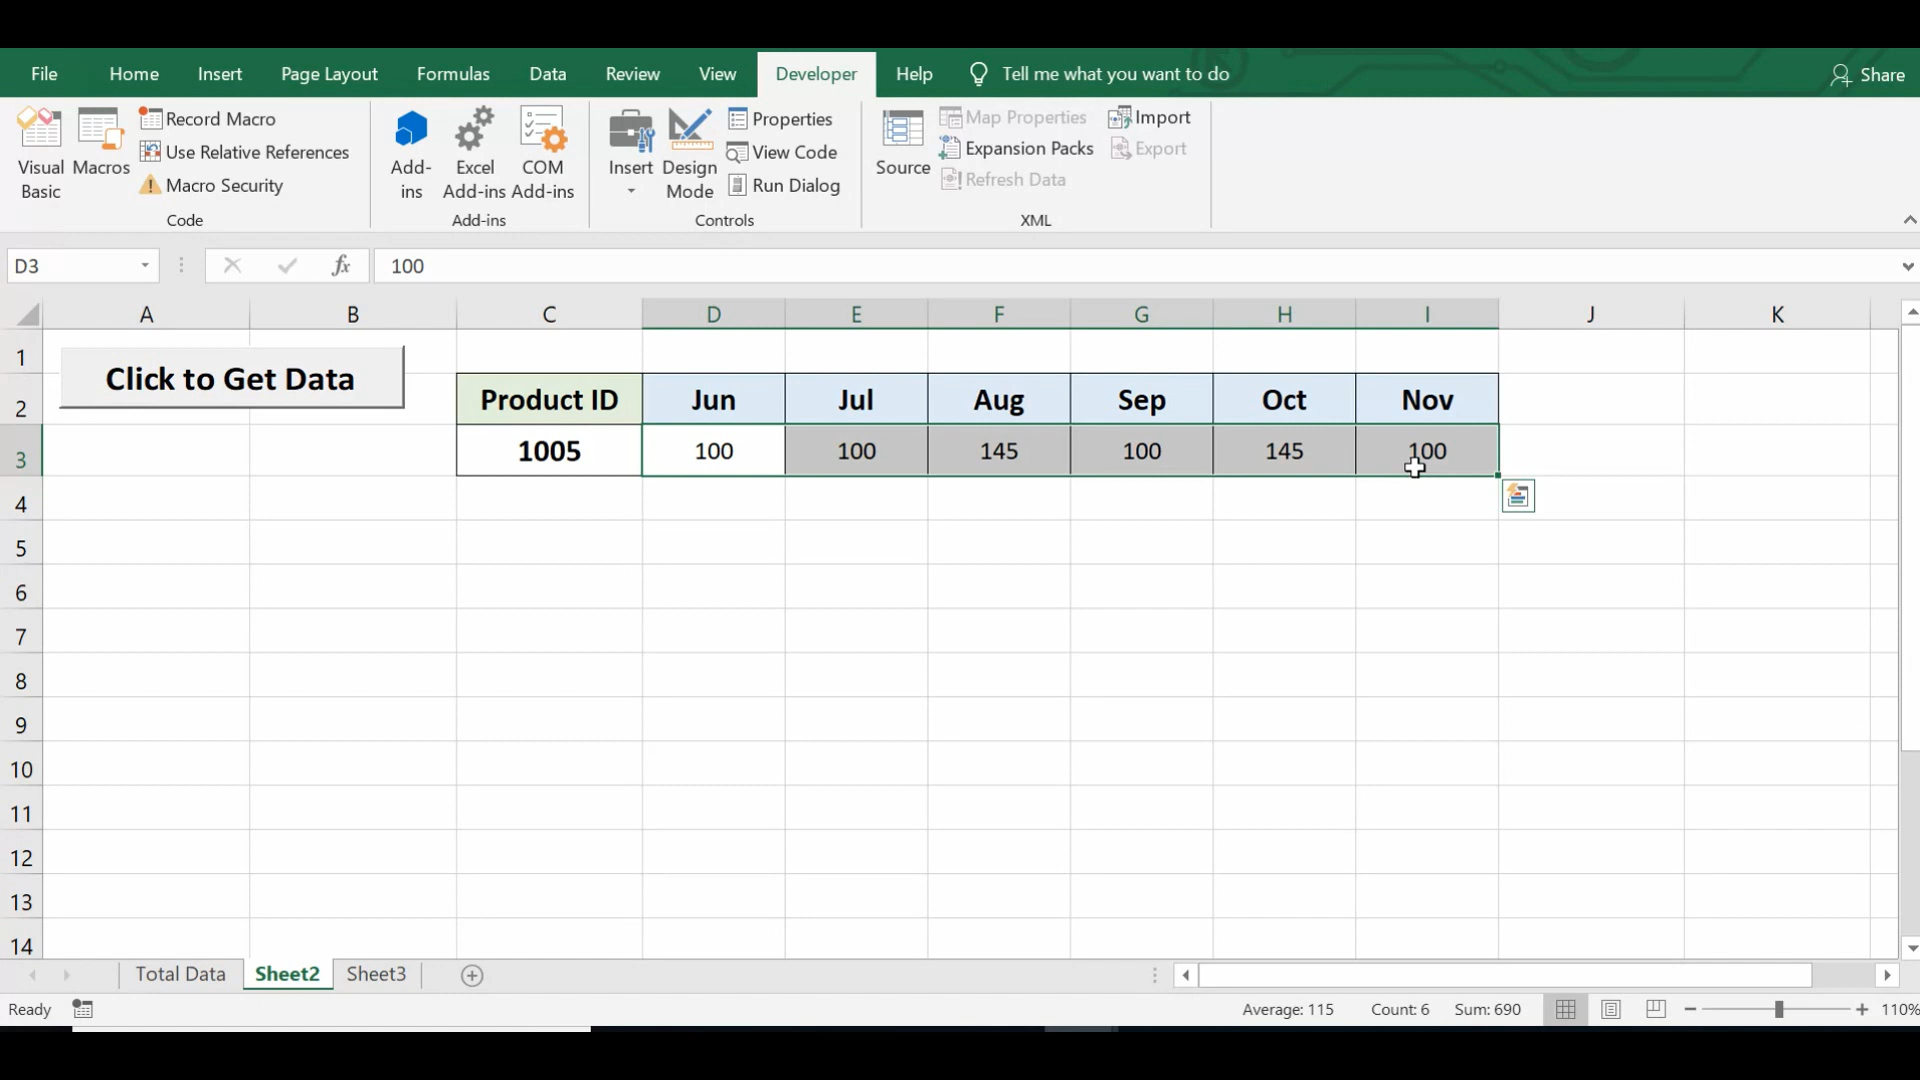 File Home Insert Page Layout Formulas Data Review View Developer Help Tell me what you want to do Share
Visual Basic
Macros
Record Macro
Use Relative References
Macro Security
Code
Add-ins
Excel Add-ins
COM Add-ins
Add-ins
Insert
Design Mode
Properties
View Code
Run Dialog
Controls
Source
Map Properties
Expansion Packs
Refresh Data
Import
Export
XML
D3 fx 100
A B C D E F G H I J K
1
Click to Get Data
2 Product ID Jun Jul Aug Sep Oct Nov
3 1005 100 100 145 100 145 100
4
5
6
7
8
9
10
11
12
13
14
Total Data Sheet2 Sheet3
Ready Average: 115 Count: 6 Sum: 690 110%